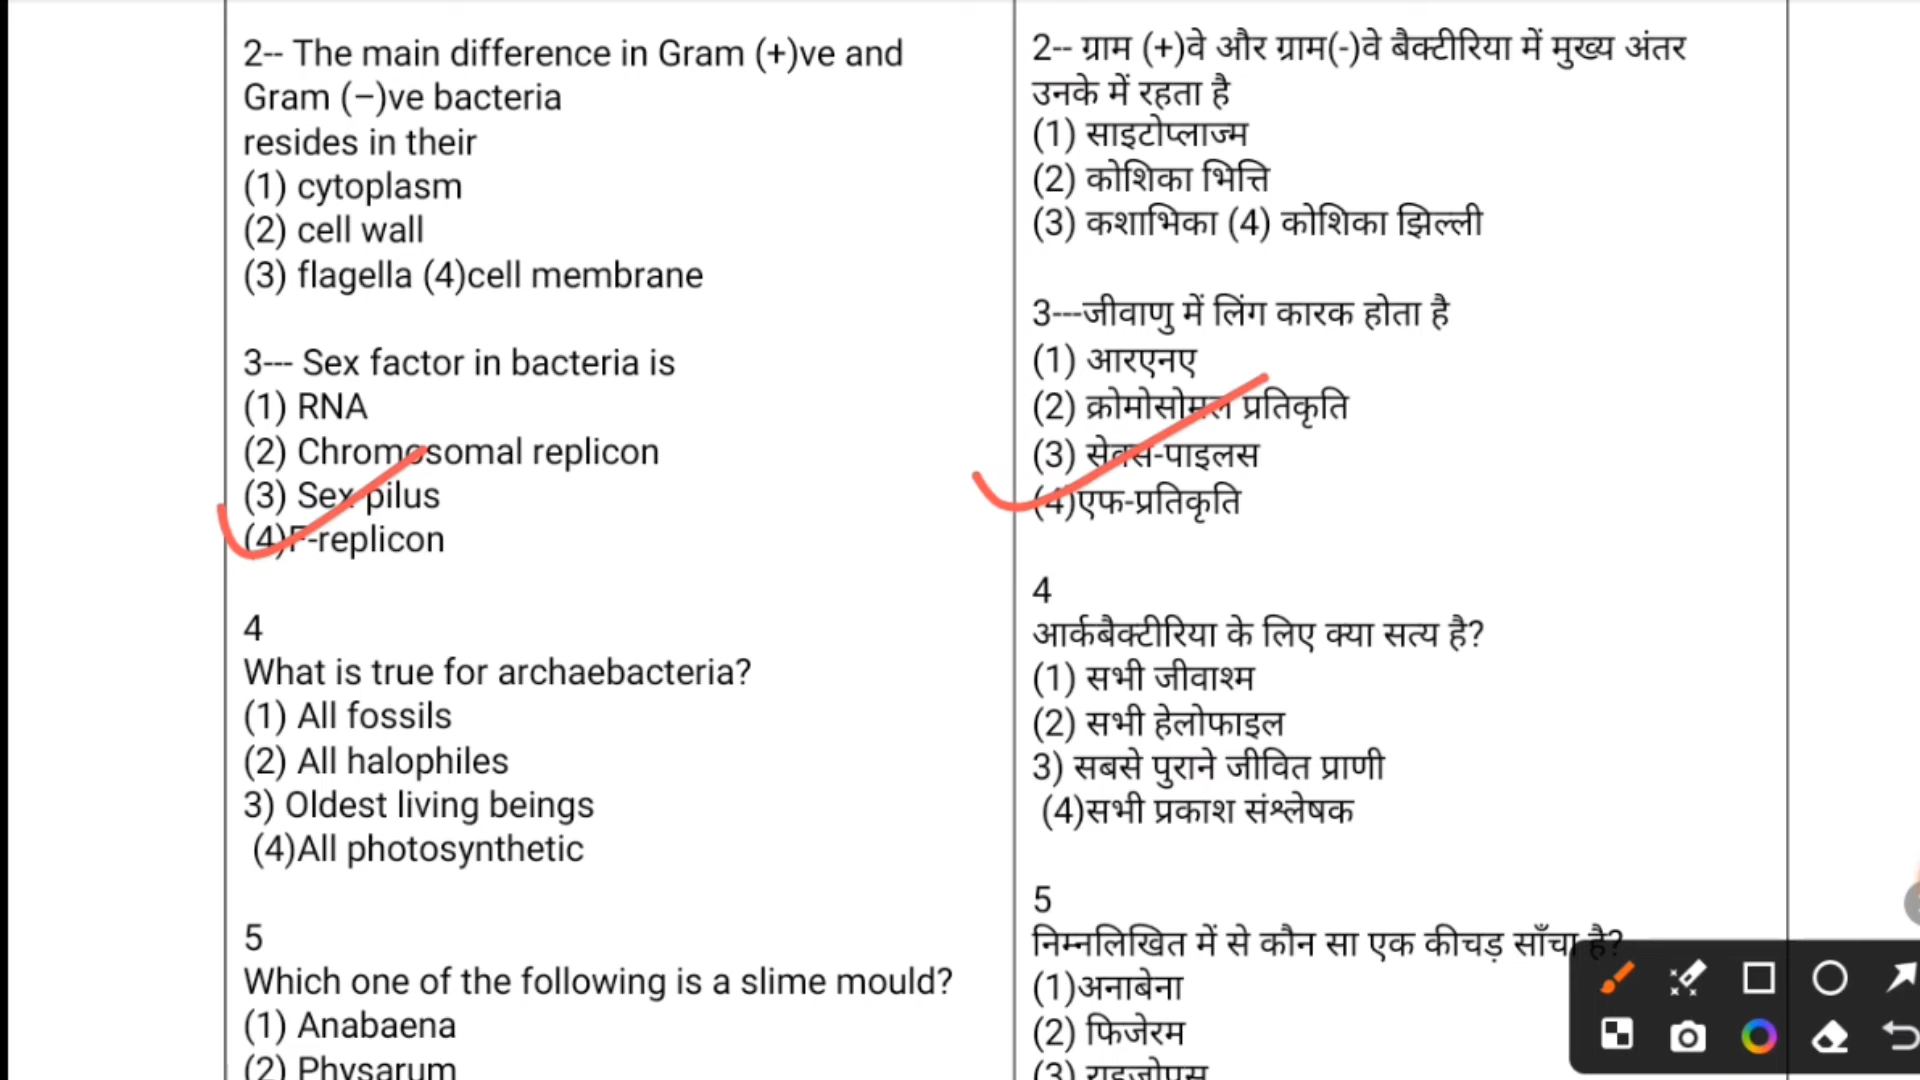 2-- The main difference in Gram (+)ve and
Gram (–)ve bacteria
resides in their
(1) cytoplasm
(2) cell wall
(3) flagella (4)cell membrane
3--- Sex factor in bacteria is
(1) RNA
(2) Chromosomal replicon
(3) Sex pilus
(4)F-replicon
4
What is true for archaebacteria?
(1) All fossils
(2) All halophiles
3) Oldest living beings
(4)All photosynthetic
5
Which one of the following is a slime mould?
(1) Anabaena
(2) Physarum
2-- ग्राम (+)वे और ग्राम(-)वे बैक्टीरिया में मुख्य अंतर
उनके में रहता है
(1) साइटोप्लाज्म
(2) कोशिका भित्ति
(3) कशाभिका (4) कोशिका झिल्ली
3---जीवाणु में लिंग कारक होता है
(1) आरएनए
(2) क्रोमोसोमल प्रतिकृति
(3) सेक्स-पाइलस
(4)एफ-प्रतिकृति
4
आर्कबैक्टीरिया के लिए क्या सत्य है?
(1) सभी जीवाश्म
(2) सभी हेलोफाइल
3) सबसे पुराने जीवित प्राणी
(4)सभी प्रकाश संश्लेषक
5
निम्नलिखित में से कौन सा एक कीचड़ साँचा है?
(1)अनाबेना
(2) फिजेरम
(3) राइजोपस